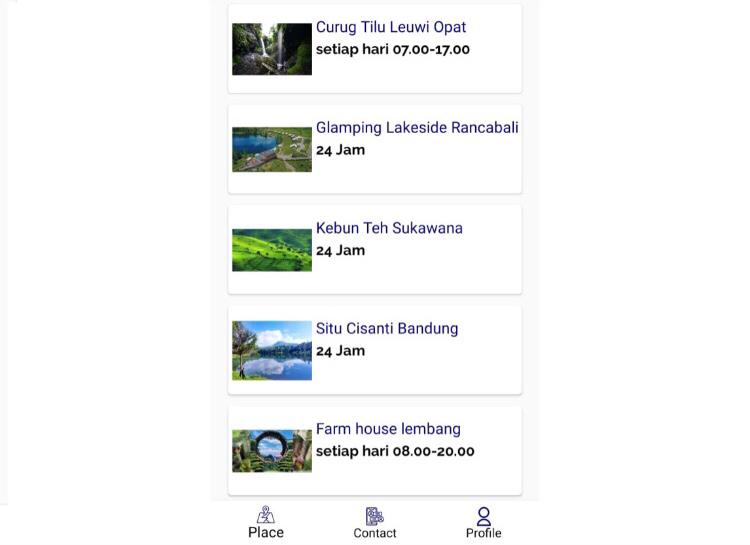 Curug Tilu Leuwi Opat
setiap hari 07.00-17.00
Glamping Lakeside Rancabali
24 Jam
Kebun Teh Sukawana
24 Jam
Situ Cisanti Bandung
24 Jam
Farm house lembang
setiap hari 08.00-20.00
Place
Contact
Profile